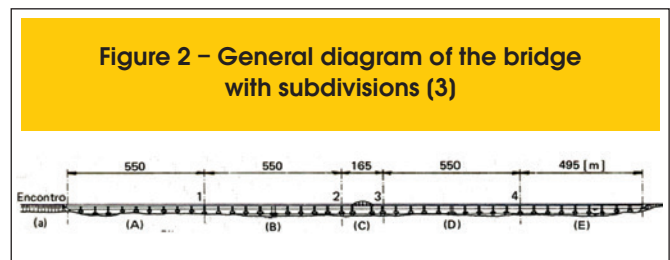 Figure 2 – General diagram of the bridge
with subdivisions (3)
550 550 165 550 495 [m]
Encontro 1 2 3 4
(a) (A) (B) (C) (D) (E)